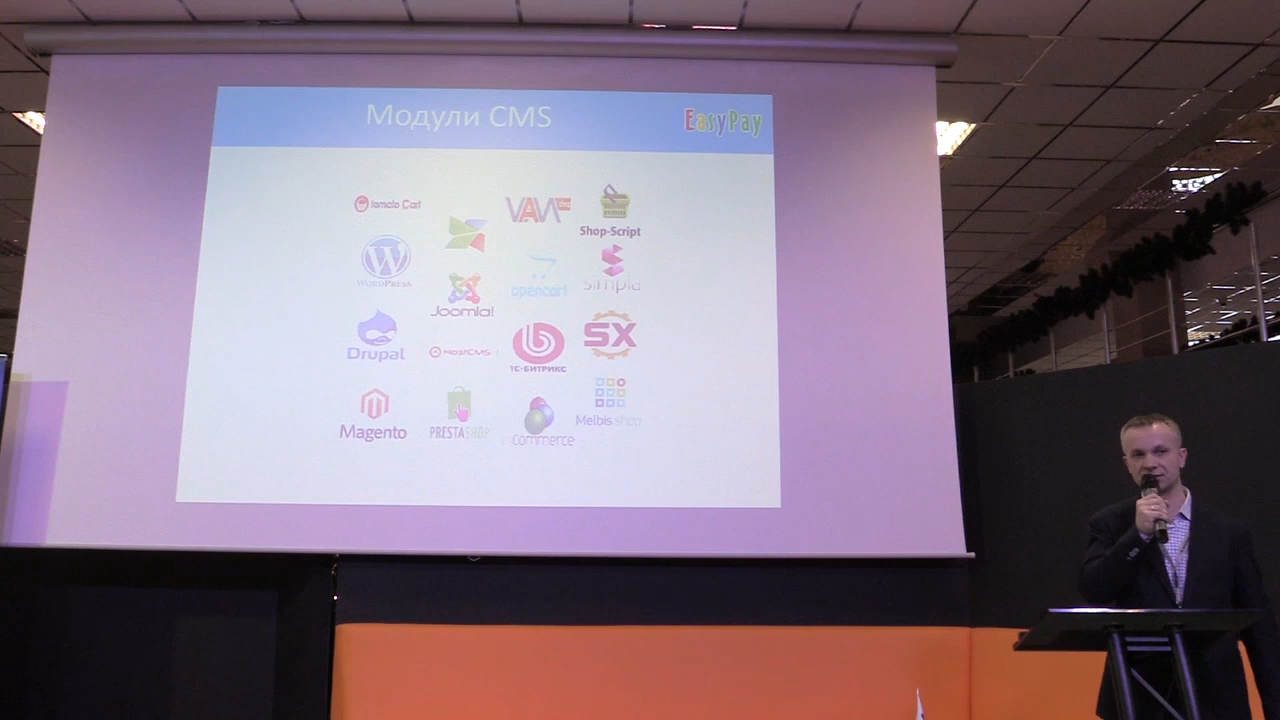 Модули CMS
EasyPay
tomato Cart
VAM
CMS
Shop-Script
WORDPRESS
opencart
simpla
Joomla!
Drupal
HostCMS
1С-БИТРИКС
SX
Magento
PRESTASHOP
Commerce
Melbis shop